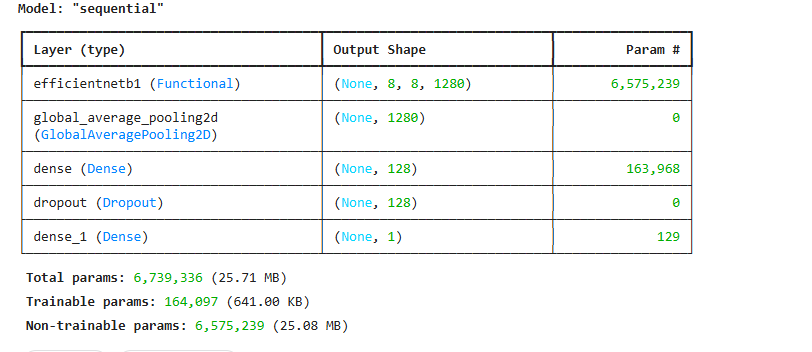 Model: "sequential"
Layer (type) Output Shape Param #
efficientnetb1 (Functional) (None, 8, 8, 1280) 6,575,239
global_average_pooling2d (None, 1280) 0
(GlobalAveragePooling2D)
dense (Dense) (None, 128) 163,968
dropout (Dropout) (None, 128) 0
dense_1 (Dense) (None, 1) 129
Total params: 6,739,336 (25.71 MB)
Trainable params: 164,097 (641.00 KB)
Non-trainable params: 6,575,239 (25.08 MB)